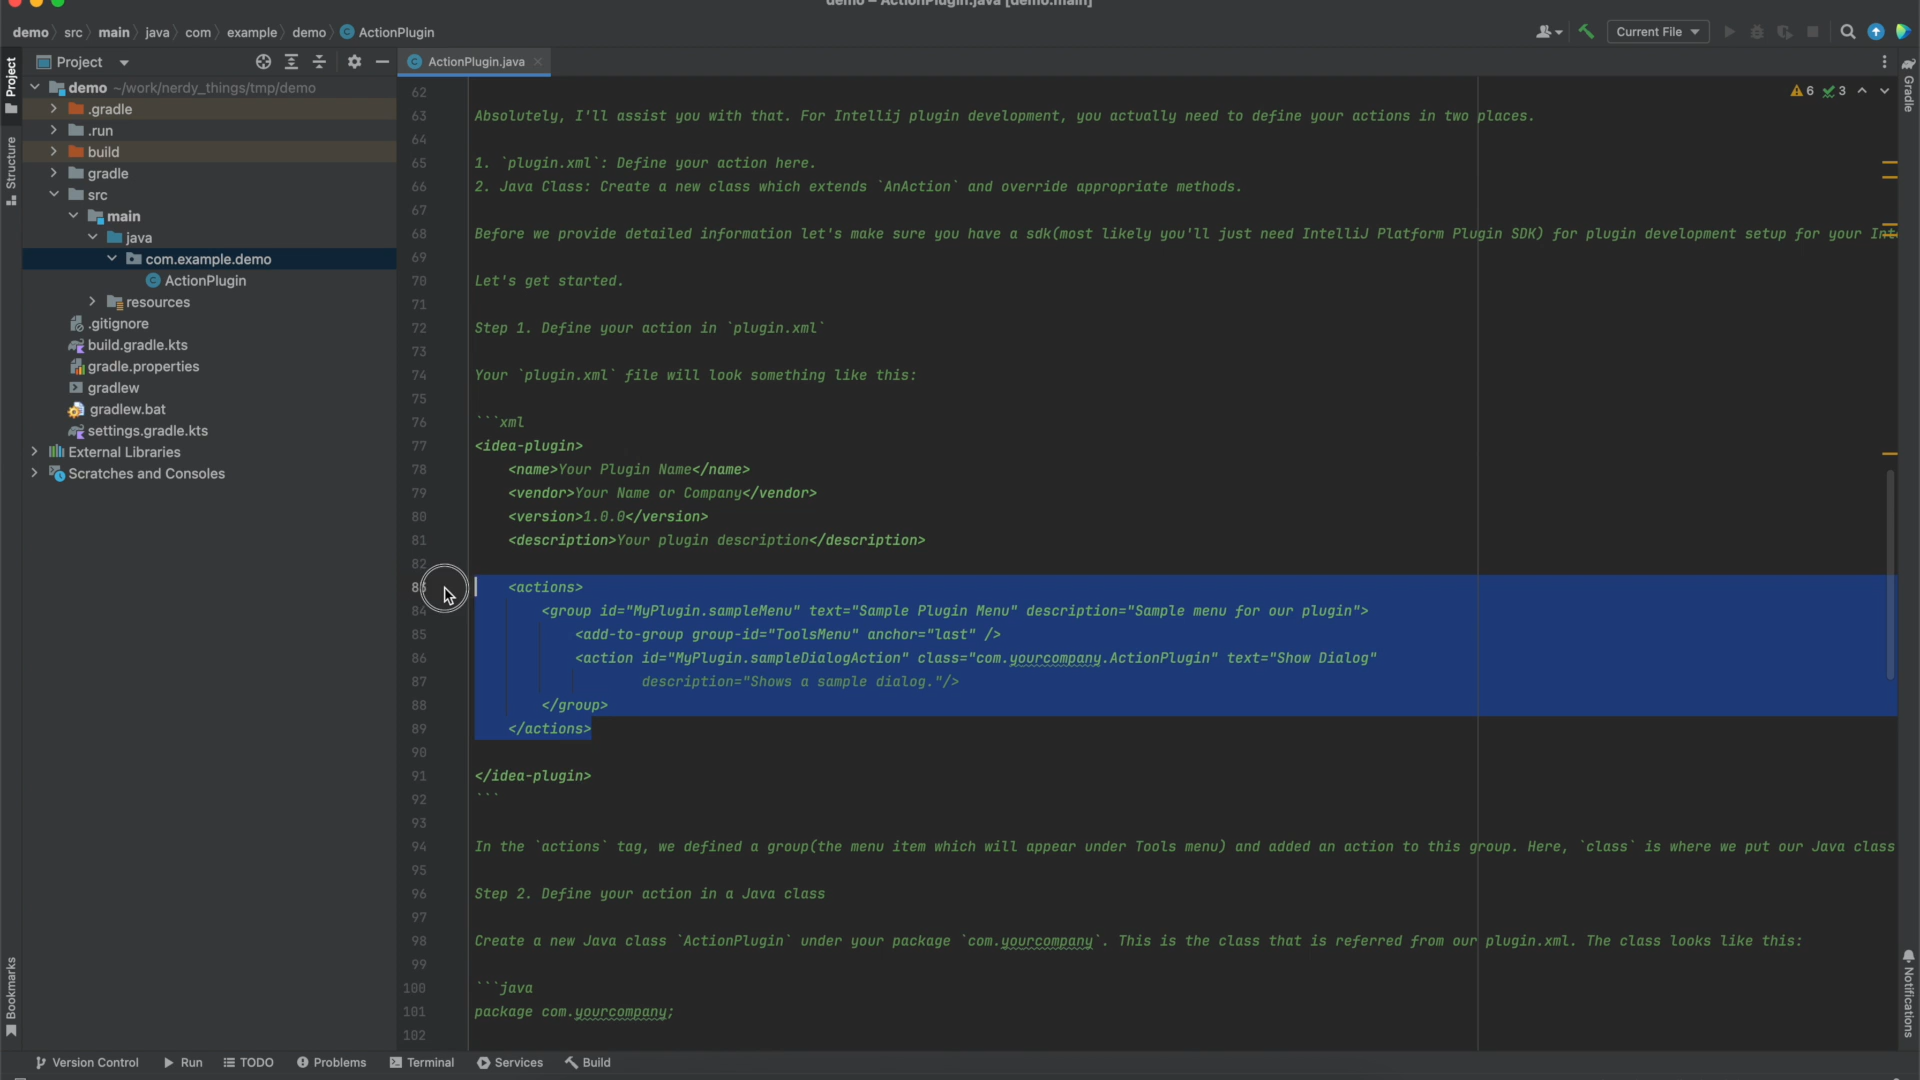 demo – ActionPlugin.java [demo.main]
demo src main java com example demo ActionPlugin
Current File
Project
ActionPlugin.java
6 3
Project
Structure
Bookmarks
Gradle
Notifications
demo ~/work/nerdy_things/tmp/demo
.gradle
.run
build
gradle
src
main
java
com.example.demo
ActionPlugin
resources
.gitignore
build.gradle.kts
gradle.properties
gradlew
gradlew.bat
settings.gradle.kts
External Libraries
Scratches and Consoles
62
63 Absolutely, I'll assist you with that. For Intellij plugin development, you actually need to define your actions in two places.
64
65 1. `plugin.xml`: Define your action here.
66 2. Java Class: Create a new class which extends `AnAction` and override appropriate methods.
67
68 Before we provide detailed information let's make sure you have a sdk(most likely you'll just need IntelliJ Platform Plugin SDK) for plugin development setup for your
69
70 Let's get started.
71
72 Step 1. Define your action in `plugin.xml`
73
74 Your `plugin.xml` file will look something like this:
75
76 ```xml
77 <idea-plugin>
78 <name>Your Plugin Name</name>
79 <vendor>Your Name or Company</vendor>
80 <version>1.0.0</version>
81 <description>Your plugin description</description>
82
83 <actions>
84 <group id="MyPlugin.sampleMenu" text="Sample Plugin Menu" description="Sample menu for our plugin">
85 <add-to-group group-id="ToolsMenu" anchor="last" />
86 <action id="MyPlugin.sampleDialogAction" class="com.yourcompany.ActionPlugin" text="Show Dialog"
87 description="Shows a sample dialog."/>
88 </group>
89 </actions>
90
91 </idea-plugin>
92 ```
93
94 In the `actions` tag, we defined a group(the menu item which will appear under Tools menu) and added an action to this group. Here, `class` is where we put our Java class
95
96 Step 2. Define your action in a Java class
97
98 Create a new Java class `ActionPlugin` under your package `com.yourcompany`. This is the class that is referred from our plugin.xml. The class looks like this:
99
100 ```java
101 package com.yourcompany;
102
Version Control Run TODO Problems Terminal Services Build